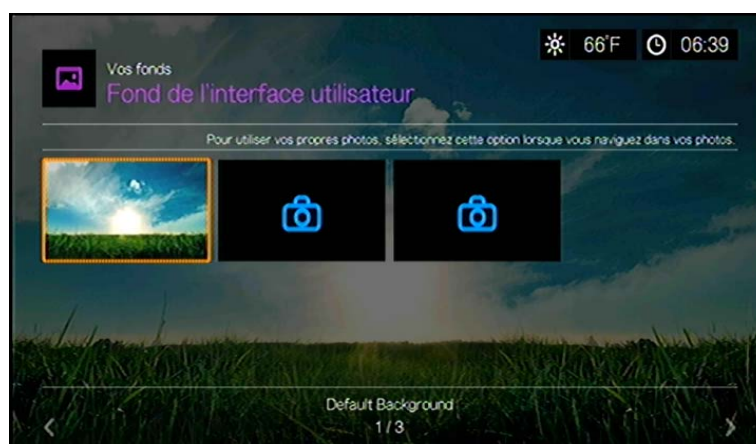 66°F 06:39
Vos fonds
Fond de l'interface utilisateur
Pour utiliser vos propres photos, sélectionnez cette option lorsque vous naviguez dans vos photos.
Default Background
1 / 3